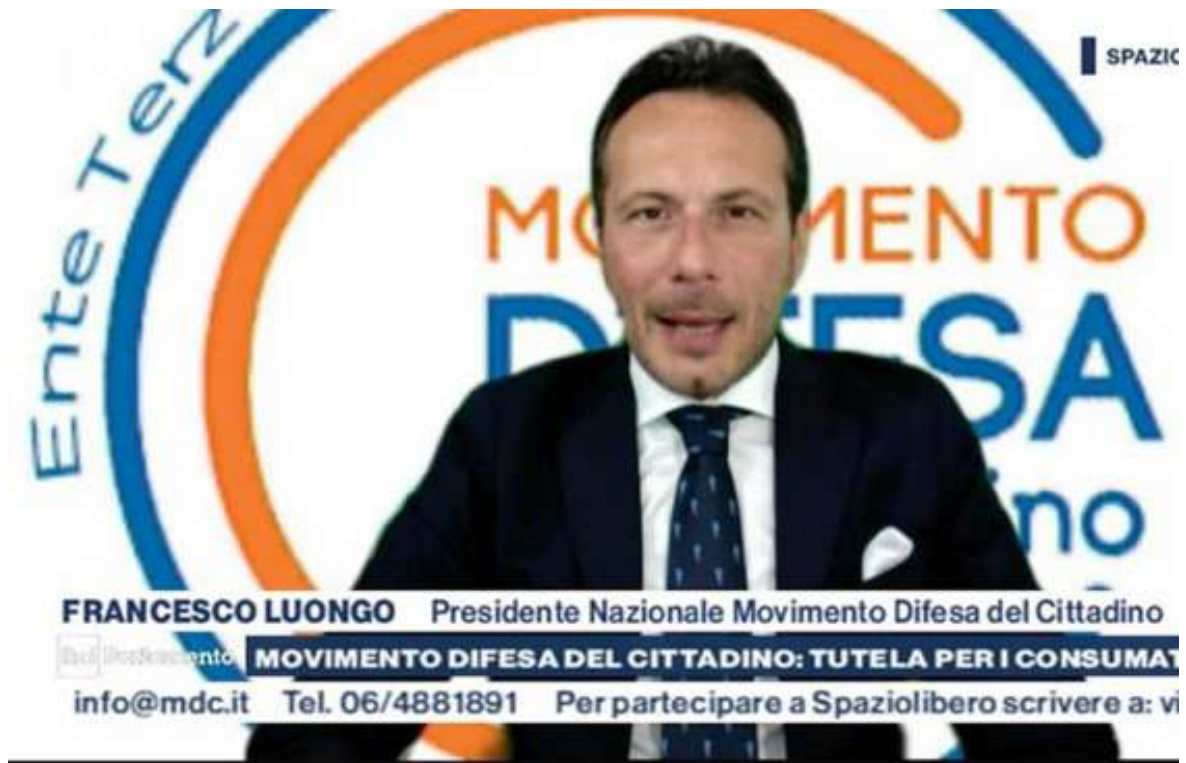 Ente Terz
SPAZIO
MO MENTO
D FESA
ino
FRANCESCO LUONGO Presidente Nazionale Movimento Difesa del Cittadino
MOVIMENTO DIFESA DEL CITTADINO: TUTELA PER I CONSUMAT
info@mdc.it Tel. 06/4881891 Per partecipare a Spaziolibero scrivere a: vi